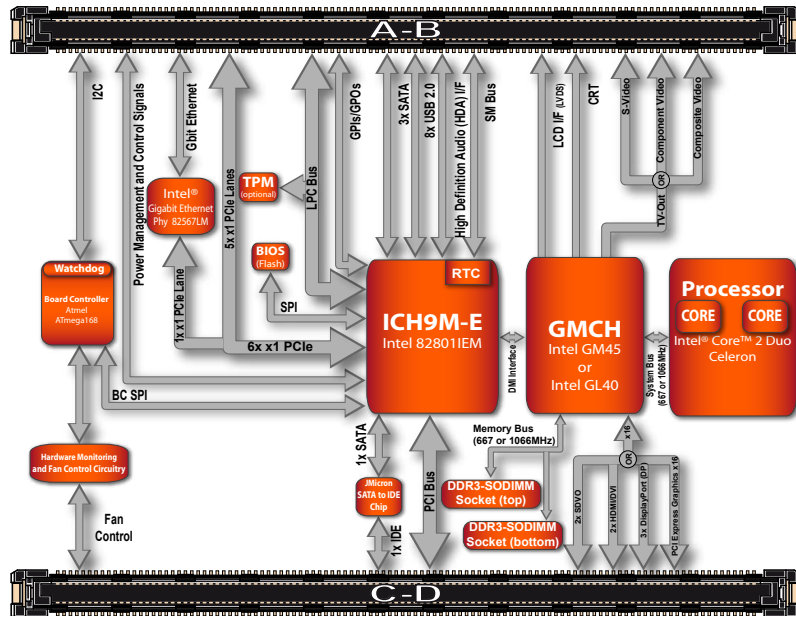 A-B
I2C
Power Management and Control Signals
Gbit Ethernet
5x x1 PCIe Lanes
LPC Bus
GPIs/GPOs
3x SATA
8x USB 2.0
High Definition Audio (HDA) I/F
SM Bus
LCD I/F (LVDS)
CRT
S-Video
Component Video
Composite Video
OR
TV-Out
Intel®
Gigabit Ethernet
Phy 82567LM
TPM
(optional)
BIOS
(Flash)
SPI
Watchdog
Board Controller
Atmel
ATmega168
1x x1 PCIe Lane
6x x1 PCIe
BC SPI
RTC
ICH9M-E
Intel 82801IEM
DMI Interface
GMCH
Intel GM45
or
Intel GL40
System Bus
(667 or 1066MHz)
Processor
CORE
CORE
Intel® Core™ 2 Duo
Celeron
Hardware Monitoring
and Fan Control Circuitry
Fan
Control
1x SATA
JMicron
SATA to IDE
Chip
1x IDE
PCI Bus
Memory Bus
(667 or 1066MHz)
DDR3-SODIMM
Socket (top)
DDR3-SODIMM
Socket (bottom)
x16
OR
2x SDVO
2x HDMI/DVI
3x DisplayPort (DP)
PCI Express Graphics x16
C-D